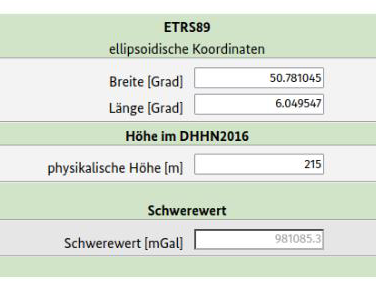 ETRS89
ellipsoidische Koordinaten
Breite [Grad] 50.781045
Länge [Grad] 6.049547
Höhe im DHHN2016
physikalische Höhe [m] 215
Schwerewert
Schwerewert [mGal] 981085.3